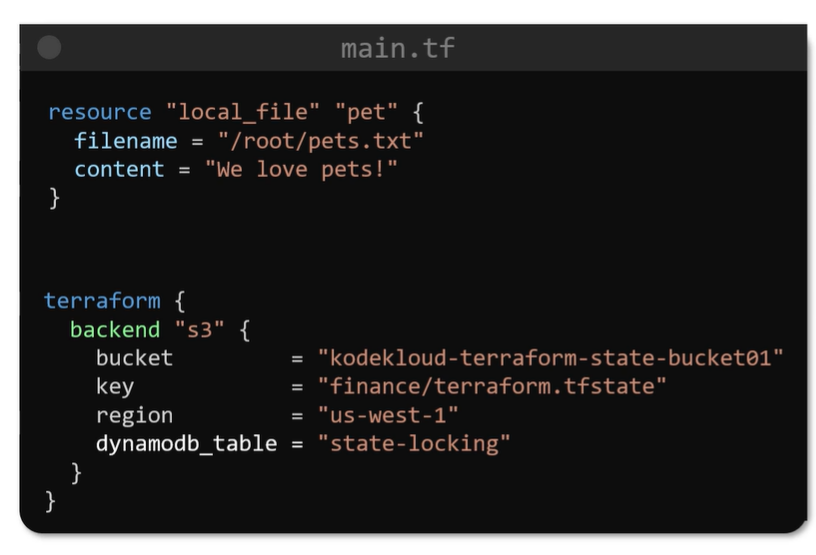 main.tf
resource "local_file" "pet" {
  filename = "/root/pets.txt"
  content = "We love pets!"
}
terraform {
  backend "s3" {
    bucket         = "kodekloud-terraform-state-bucket01"
    key            = "finance/terraform.tfstate"
    region         = "us-west-1"
    dynamodb_table = "state-locking"
  }
}